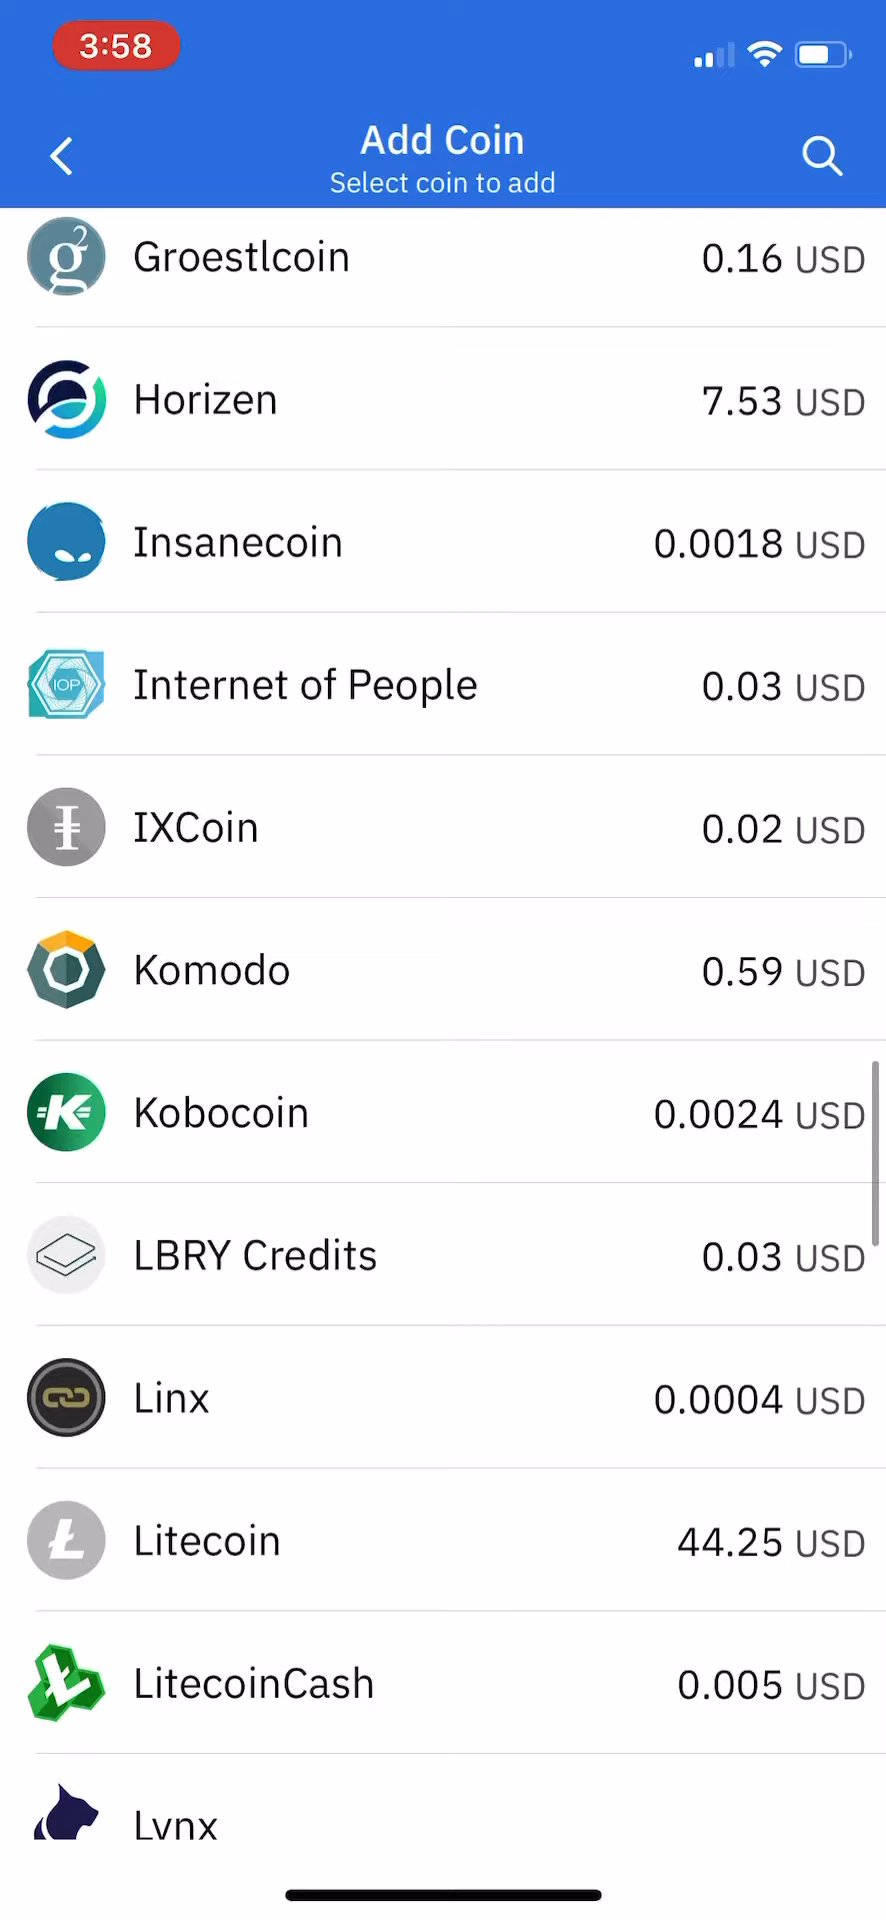 3:58
Add Coin
Select coin to add
Groestlcoin 0.16 USD
Horizen 7.53 USD
Insanecoin 0.0018 USD
IOP Internet of People 0.03 USD
IXCoin 0.02 USD
Komodo 0.59 USD
Kobocoin 0.0024 USD
LBRY Credits 0.03 USD
Linx 0.0004 USD
Litecoin 44.25 USD
LitecoinCash 0.005 USD
Lynx